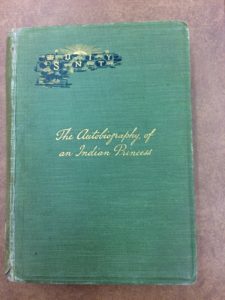 The Autobiography of
an Indian Princess